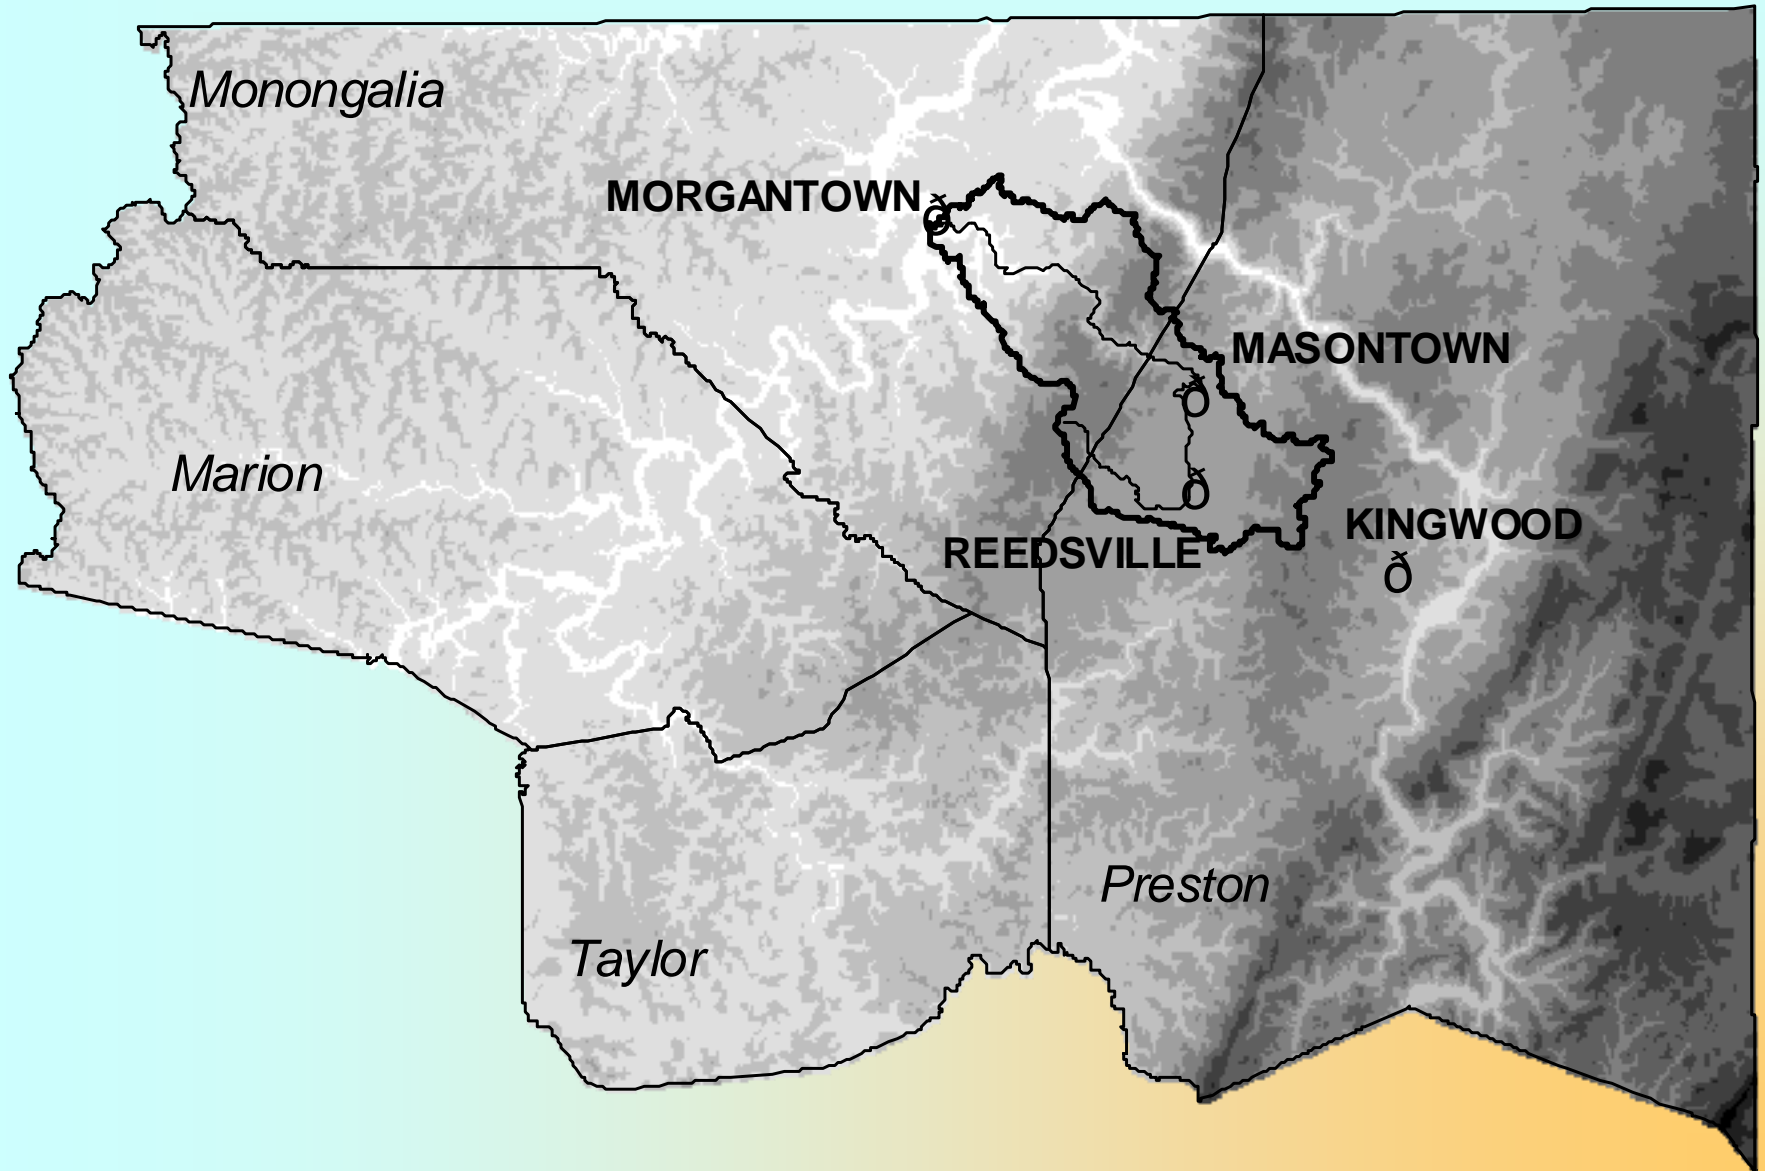 Monongalia
MORGANTOWN ð
MASONTOWN
ð
Marion
ð
KINGWOOD
REEDSVILLE
ð
Preston
Taylor